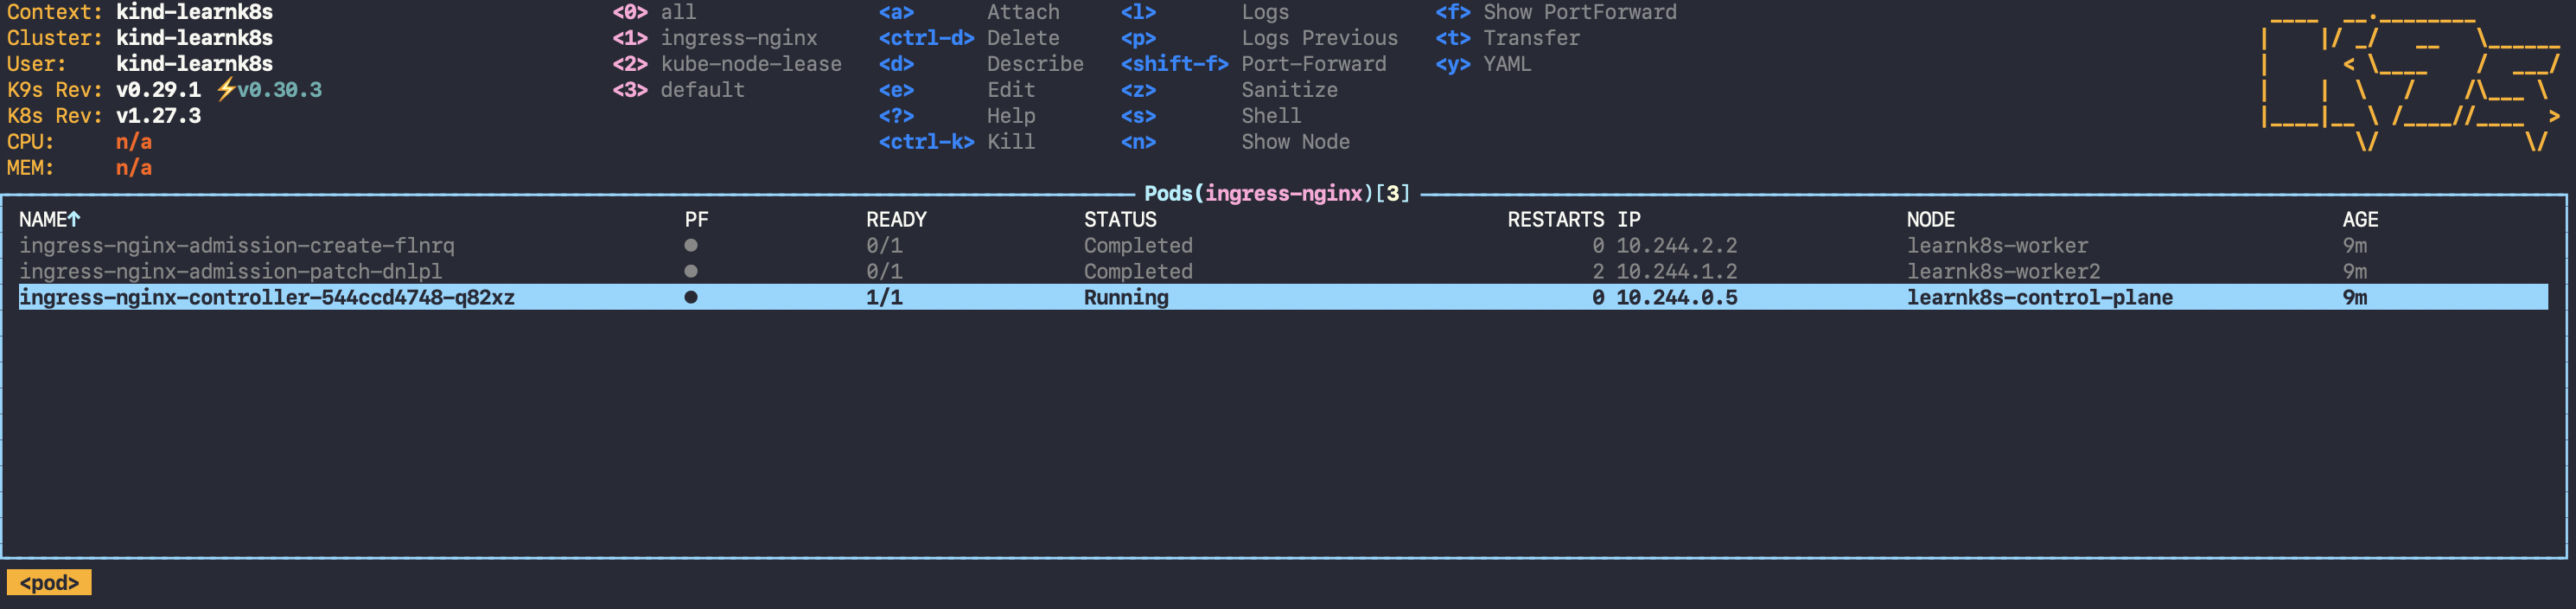 Context: kind-learnk8s <0> all <a> Attach <l> Logs <f> Show PortForward
Cluster: kind-learnk8s <1> ingress-nginx <ctrl-d> Delete <p> Logs Previous <t> Transfer
User: kind-learnk8s <2> kube-node-lease <d> Describe <shift-f> Port-Forward <y> YAML
K9s Rev: v0.29.1 ⚡v0.30.3 <3> default <e> Edit <z> Sanitize
K8s Rev: v1.27.3 <?> Help <s> Shell
CPU: n/a <ctrl-k> Kill <n> Show Node
MEM: n/a
K9s
Pods(ingress-nginx)[3]
NAME↑ PF READY STATUS RESTARTS IP NODE AGE
ingress-nginx-admission-create-flnrq ● 0/1 Completed 0 10.244.2.2 learnk8s-worker 9m
ingress-nginx-admission-patch-dnlpl ● 0/1 Completed 2 10.244.1.2 learnk8s-worker2 9m
ingress-nginx-controller-544ccd4748-q82xz ● 1/1 Running 0 10.244.0.5 learnk8s-control-plane 9m
<pod>